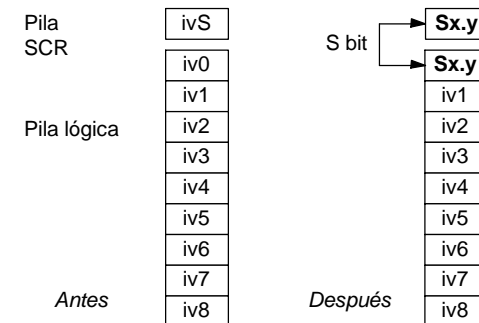 Pila
SCR
ivS
S bit
Sx.y
iv0
Sx.y
iv1
iv1
Pila lógica
iv2
iv2
iv3
iv3
iv4
iv4
iv5
iv5
iv6
iv6
iv7
iv7
Antes
iv8
Después
iv8